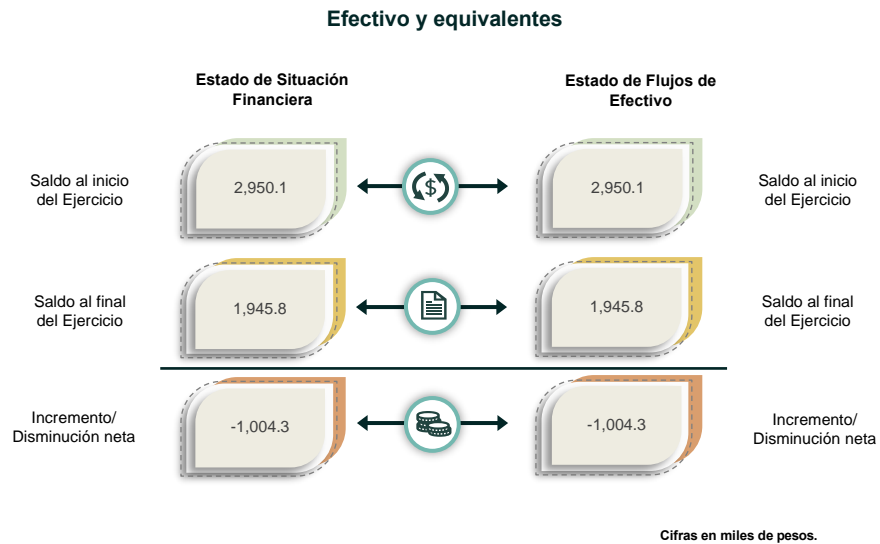 Efectivo y equivalentes
Estado de Situación
Financiera
Estado de Flujos de
Efectivo
Saldo al inicio
del Ejercicio
2,950.1
$
2,950.1
Saldo al inicio
del Ejercicio
Saldo al final
del Ejercicio
1,945.8
1,945.8
Saldo al final
del Ejercicio
Incremento/
Disminución neta
-1,004.3
-1,004.3
Incremento/
Disminución neta
Cifras en miles de pesos.